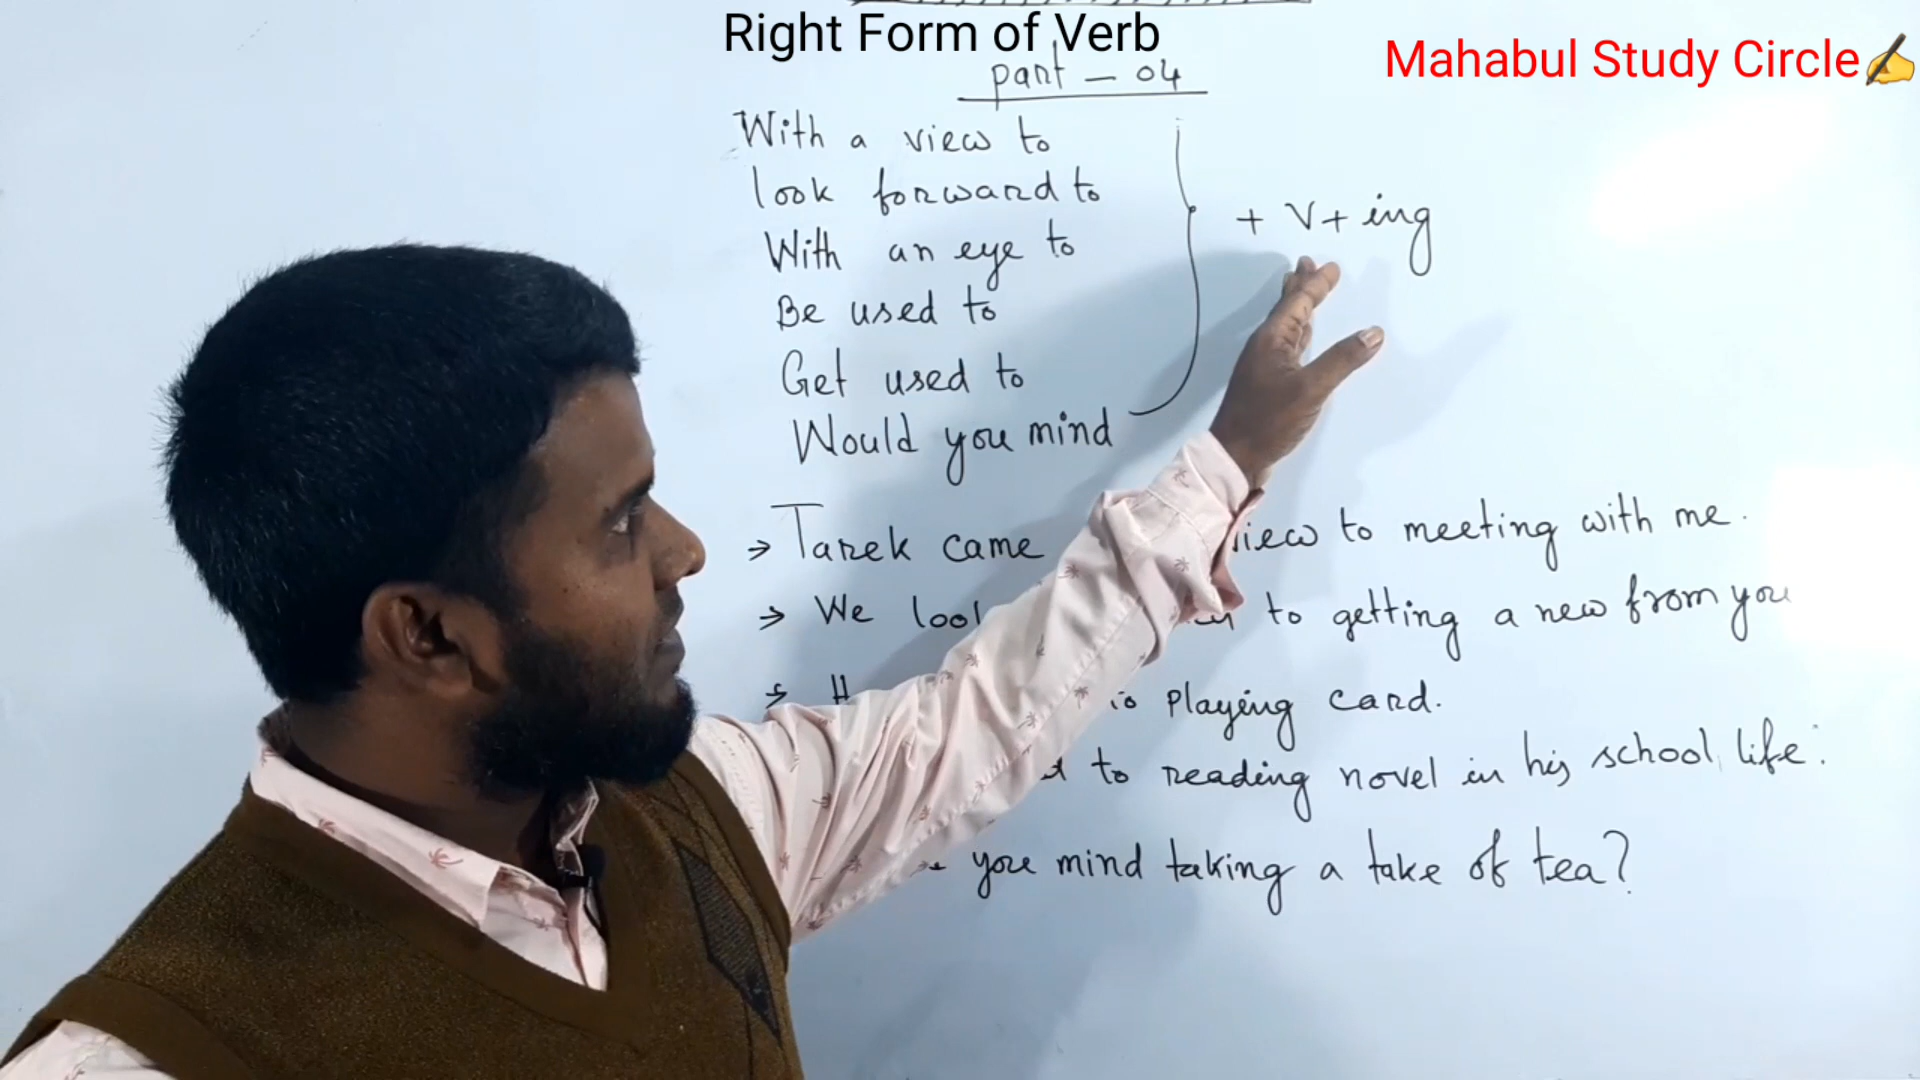 Right Form of Verb
Mahabul Study Circle✍
part - 04
With a view to
look forward to
With an eye to
Be used to
Get used to
Would you mind
+ V + ing
→ Tarek came view to meeting with me.
→ We to getting a new from you
→ playing card.
to reading novel in his school life.
you mind taking a take of tea?